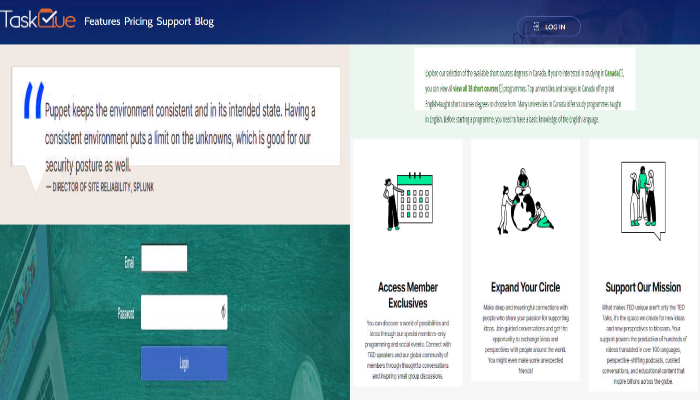 TaskQue Features Pricing Support Blog
LOG IN
Puppet keeps the environment consistent and in its intended state. Having a
consistent environment puts a limit on the unknowns, which is good for our
security posture as well.
— DIRECTOR OF SITE RELIABILITY, SPLUNK
Email
Password
Login
Explore our selection of the available short courses degrees in Canada. If you're interested in studying in Canada[],
you can view all view all 38 short courses[] programmes. Top universities and colleges in Canada offer great
English-taught short courses degrees to choose from. Many universities in Canada offer study programmes taught
in English. Before starting a programme, you need to have a basic knowledge of the English language.
Access Member
Exclusives
You can discover a world of possibilities and
ideas through our special members-only
programming and social events. Connect with
TED speakers and our global community of
members through thoughtful conversations
and inspiring small group discussions.
Expand Your Circle
Make deep and meaningful connections with
people who share your passion for supporting
ideas. Join guided conversations and get the
opportunity to exchange ideas and
perspectives with people around the world.
You might even make some unexpected
friends!
Support Our Mission
What makes TED unique aren't only the TED
Talks, it's the space we create for new ideas
and new perspectives to blossom. Your
support powers the production of hundreds of
videos translated in over 100 languages,
perspective-shifting podcasts, curated
conversations, and educational content that
inspire billions across the globe.